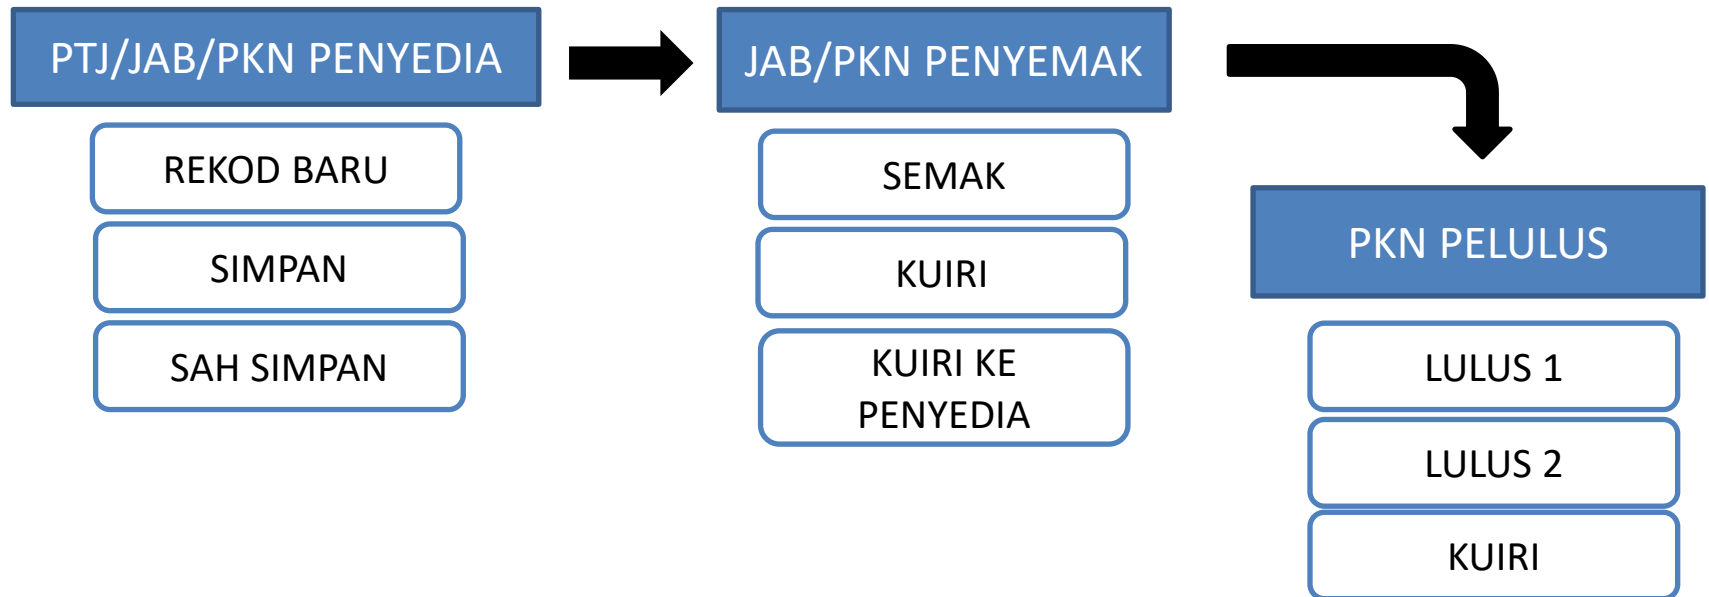 PTJ/JAB/PKN PENYEDIA
REKOD BARU
SIMPAN
SAH SIMPAN
JAB/PKN PENYEMAK
SEMAK
KUIRI
KUIRI KE
PENYEDIA
PKN PELULUS
LULUS 1
LULUS 2
KUIRI